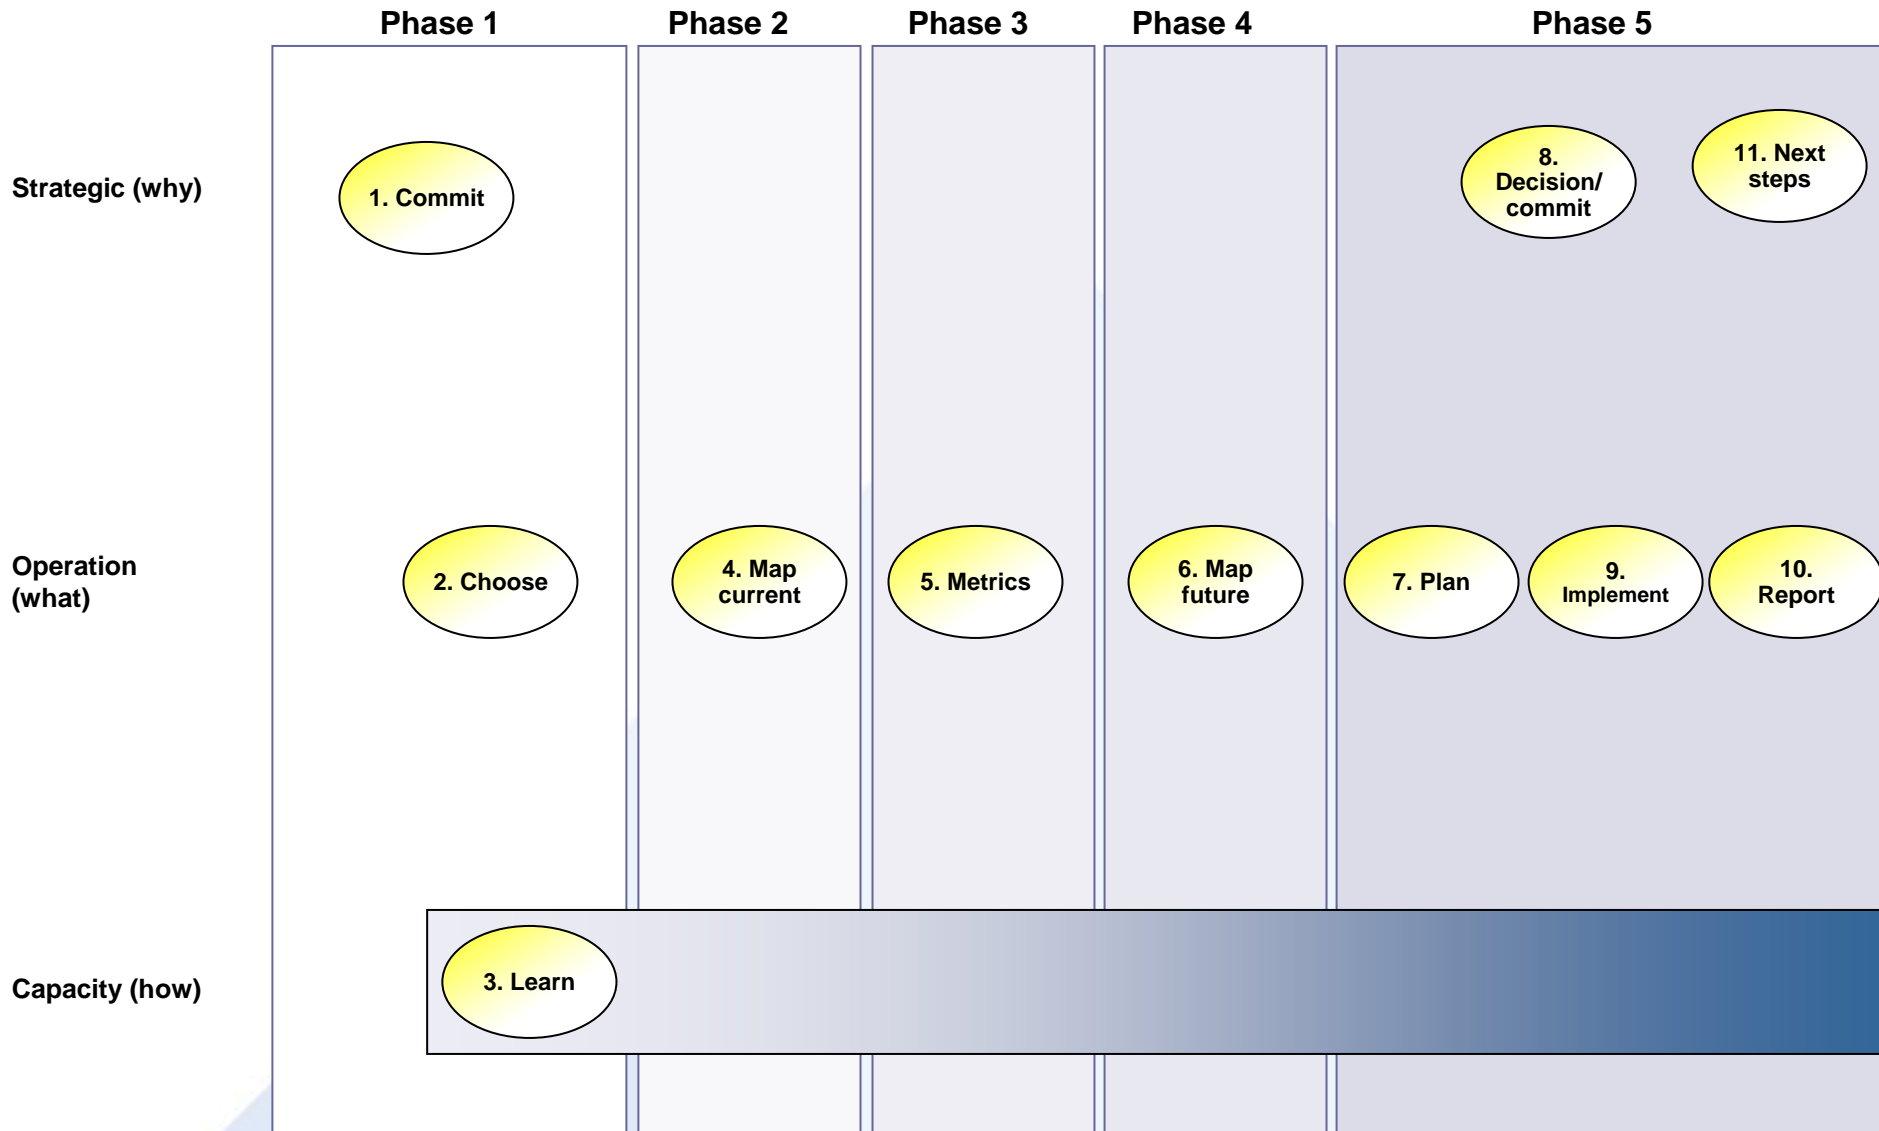 Phase 1
Phase 2
Phase 3
Phase 4
Phase 5
Strategic (why)
1. Commit
8.
Decision/
commit
11. Next
steps
Operation
(what)
2. Choose
4. Map
current
5. Metrics
6. Map
future
7. Plan
9.
Implement
10.
Report
Capacity (how)
3. Learn